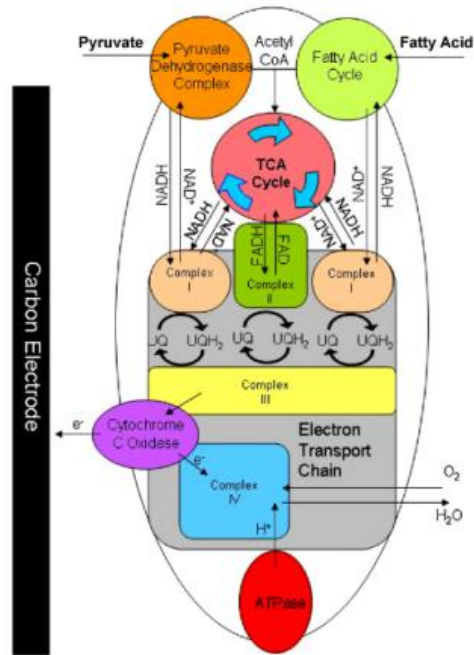 Pyruvate
Pyruvate
Dehydrogenase
Complex
Acetyl
CoA
Fatty Acid
Cycle
Fatty Acid
NADH
NAD⁺
TCA
Cycle
NADH
NAD⁺
FADH
FAD
NADH
NAD⁺
NAD⁺
NADH
Carbon Electrode
Complex
I
Complex
II
Complex
I
UQ
UQH₂
UQ
UQH₂
UQ
UQH₂
Complex
III
e⁻
Cytochrome
C Oxidase
Electron
Transport
Chain
e⁻
Complex
IV
O₂
H₂O
H⁺
ATPase